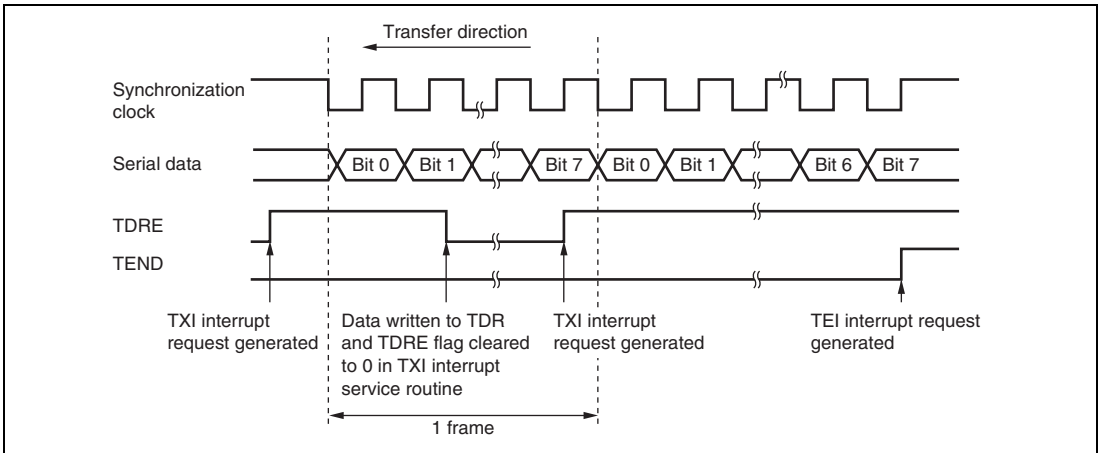 Transfer direction
Synchronization
clock
Serial data
Bit 0
Bit 1
Bit 7
Bit 0
Bit 1
Bit 6
Bit 7
TDRE
TEND
TXI interrupt
request generated
Data written to TDR
and TDRE flag cleared
to 0 in TXI interrupt
service routine
TXI interrupt
request generated
TEI interrupt request
generated
1 frame